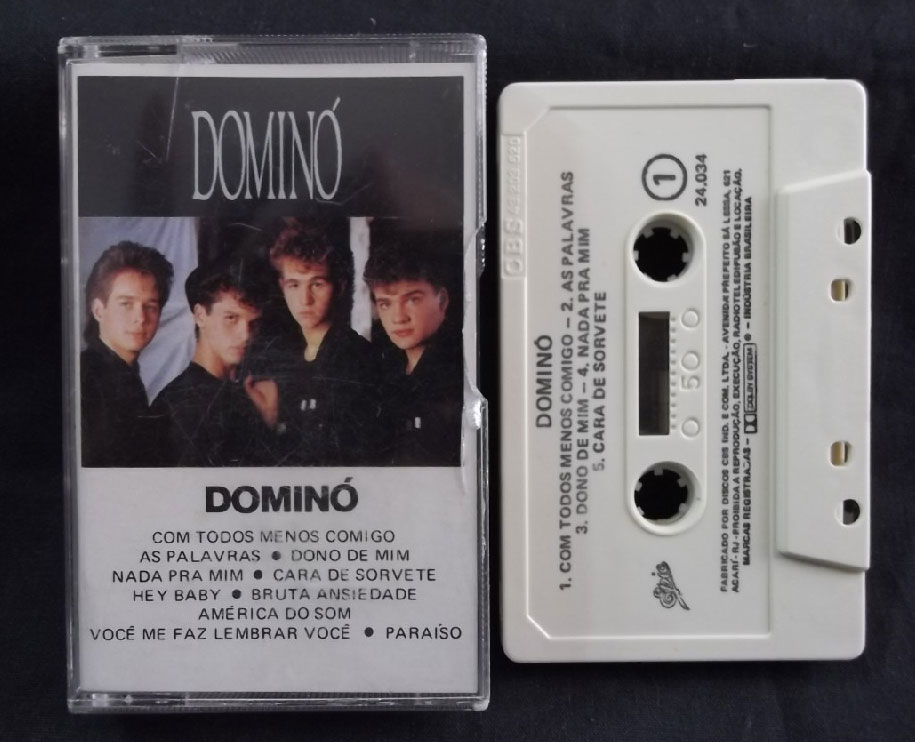 DOMINÓ
DOMINÓ
COM TODOS MENOS COMIGO
AS PALAVRAS ● DONO DE MIM
NADA PRA MIM ● CARA DE SORVETE
HEY BABY ● BRUTA ANSIEDADE
AMÉRICA DO SOM
VOCÊ ME FAZ LEMBRAR VOCÊ ● PARAÍSO
DOMINÓ
1. COM TODOS MENOS COMIGO – 2. AS PALAVRAS
3. DONO DE MIM – 4. NADA PRA MIM
5. CARA DE SORVETE
1
24.034
0 50 0
Epic
FABRICADO POR DISCOS CBS IND. E COM. LTDA. - AVENIDA PREFEITO SÁ LESSA, 621
ACARÍ - RJ - PROIBIDA A REPRODUÇÃO, EXECUÇÃO, RADIOTELEDIFUSÃO E LOCAÇÃO.
MARCAS REGISTRADAS – DOLBY SYSTEM ® - INDÚSTRIA BRASILEIRA
CBS